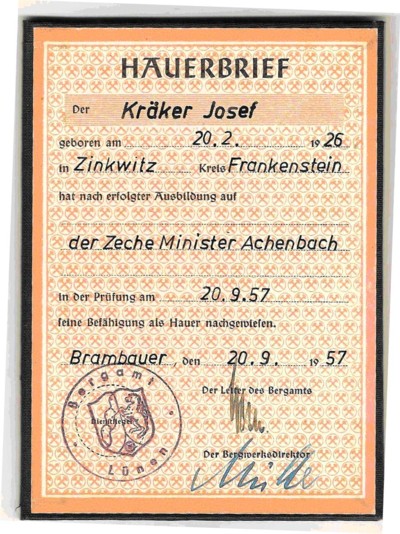 HAUERBRIEF
Der Kräker Josef
geboren am 20.2. 1926
in Zinkwitz Kreis Frankenstein
hat nach erfolgter Ausbildung auf
der Zeche Minister Achenbach
in der Prüfung am 20.9.57
seine Befähigung als Hauer nachgewiesen.
Brambauer, den 20.9. 1957
Der Leiter des Bergamts
Bergamt
Dienstsiegel
Lünen
Der Bergwerksdirektor